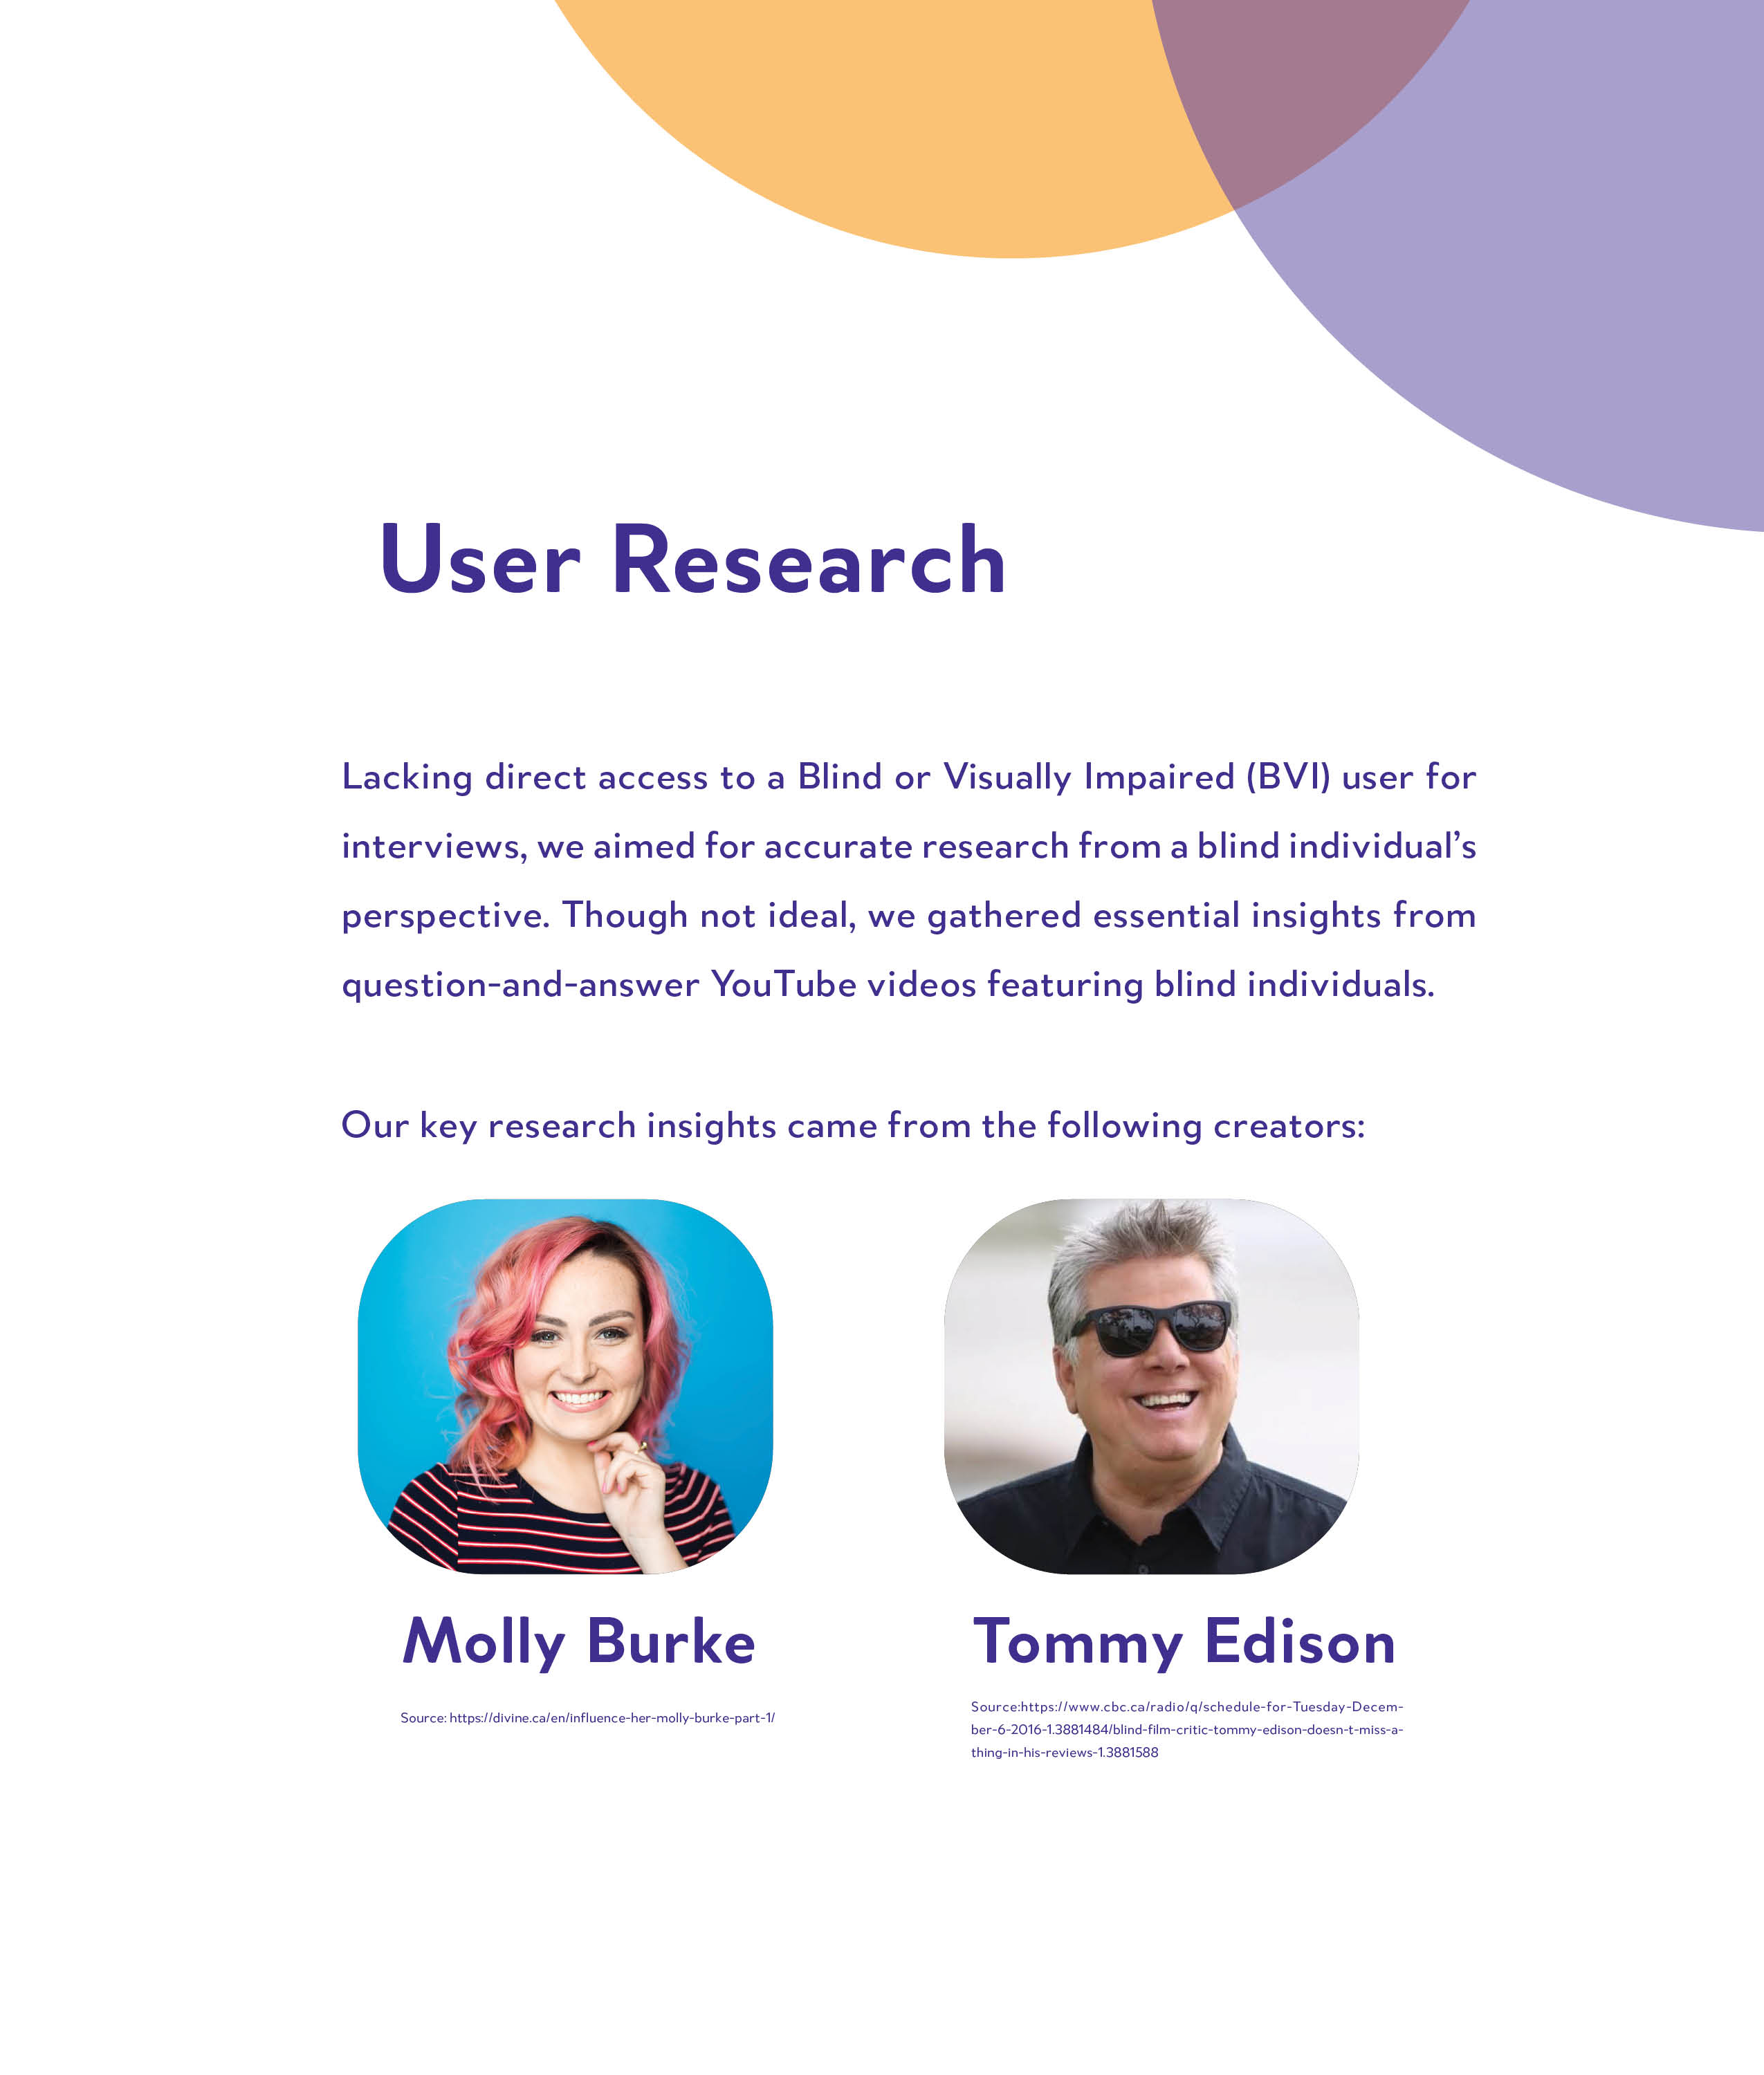 User Research
Lacking direct access to a Blind or Visually Impaired (BVI) user for
interviews, we aimed for accurate research from a blind individual’s
perspective. Though not ideal, we gathered essential insights from
question-and-answer YouTube videos featuring blind individuals.
Our key research insights came from the following creators:
Molly Burke
Source: https://divine.ca/en/influence-her-molly-burke-part-1/
Tommy Edison
Source:https://www.cbc.ca/radio/q/schedule-for-Tuesday-Decem-
ber-6-2016-1.3881484/blind-film-critic-tommy-edison-doesn-t-miss-a-
thing-in-his-reviews-1.3881588